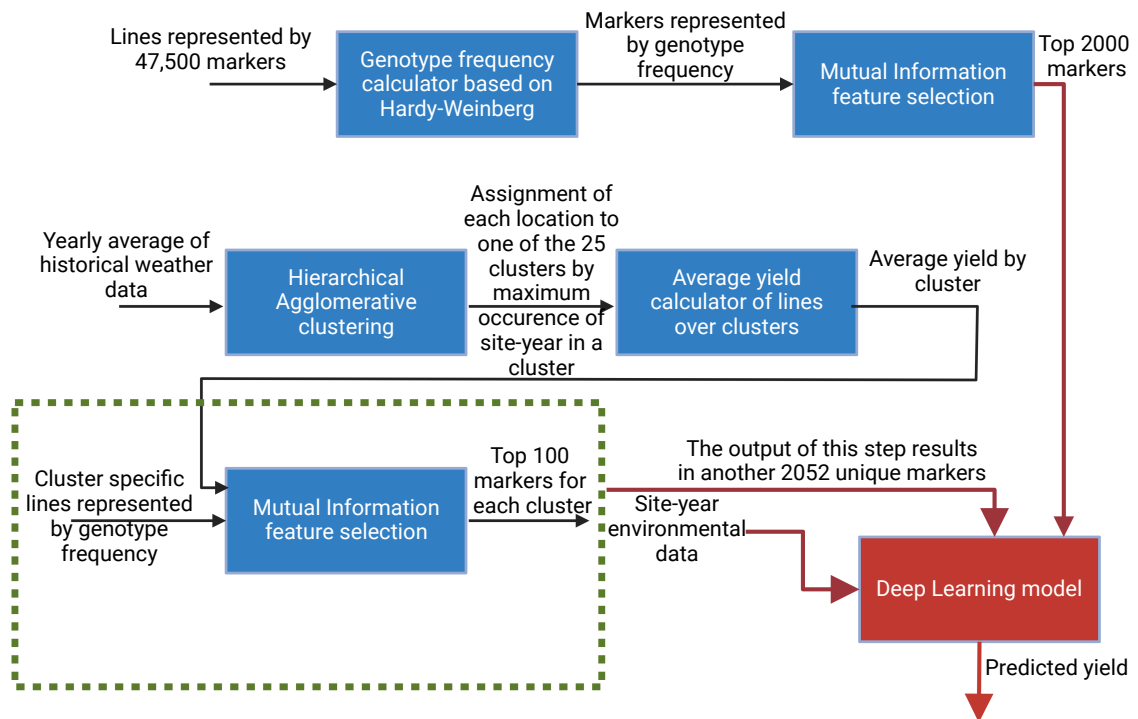 Lines represented by
47,500 markers
Genotype frequency
calculator based on
Hardy-Weinberg
Markers represented
by genotype
frequency
Mutual Information
feature selection
Top 2000
markers
Yearly average of
historical weather
data
Hierarchical
Agglomerative
clustering
Assignment of
each location to
one of the 25
clusters by
maximum
occurence of
site-year in a
cluster
Average yield
calculator of lines
over clusters
Average yield by
cluster
Cluster specific
lines represented
by genotype
frequency
Mutual Information
feature selection
Top 100
markers for
each cluster
The output of this step results
in another 2052 unique markers
Site-year
environmental
data
Deep Learning model
Predicted yield